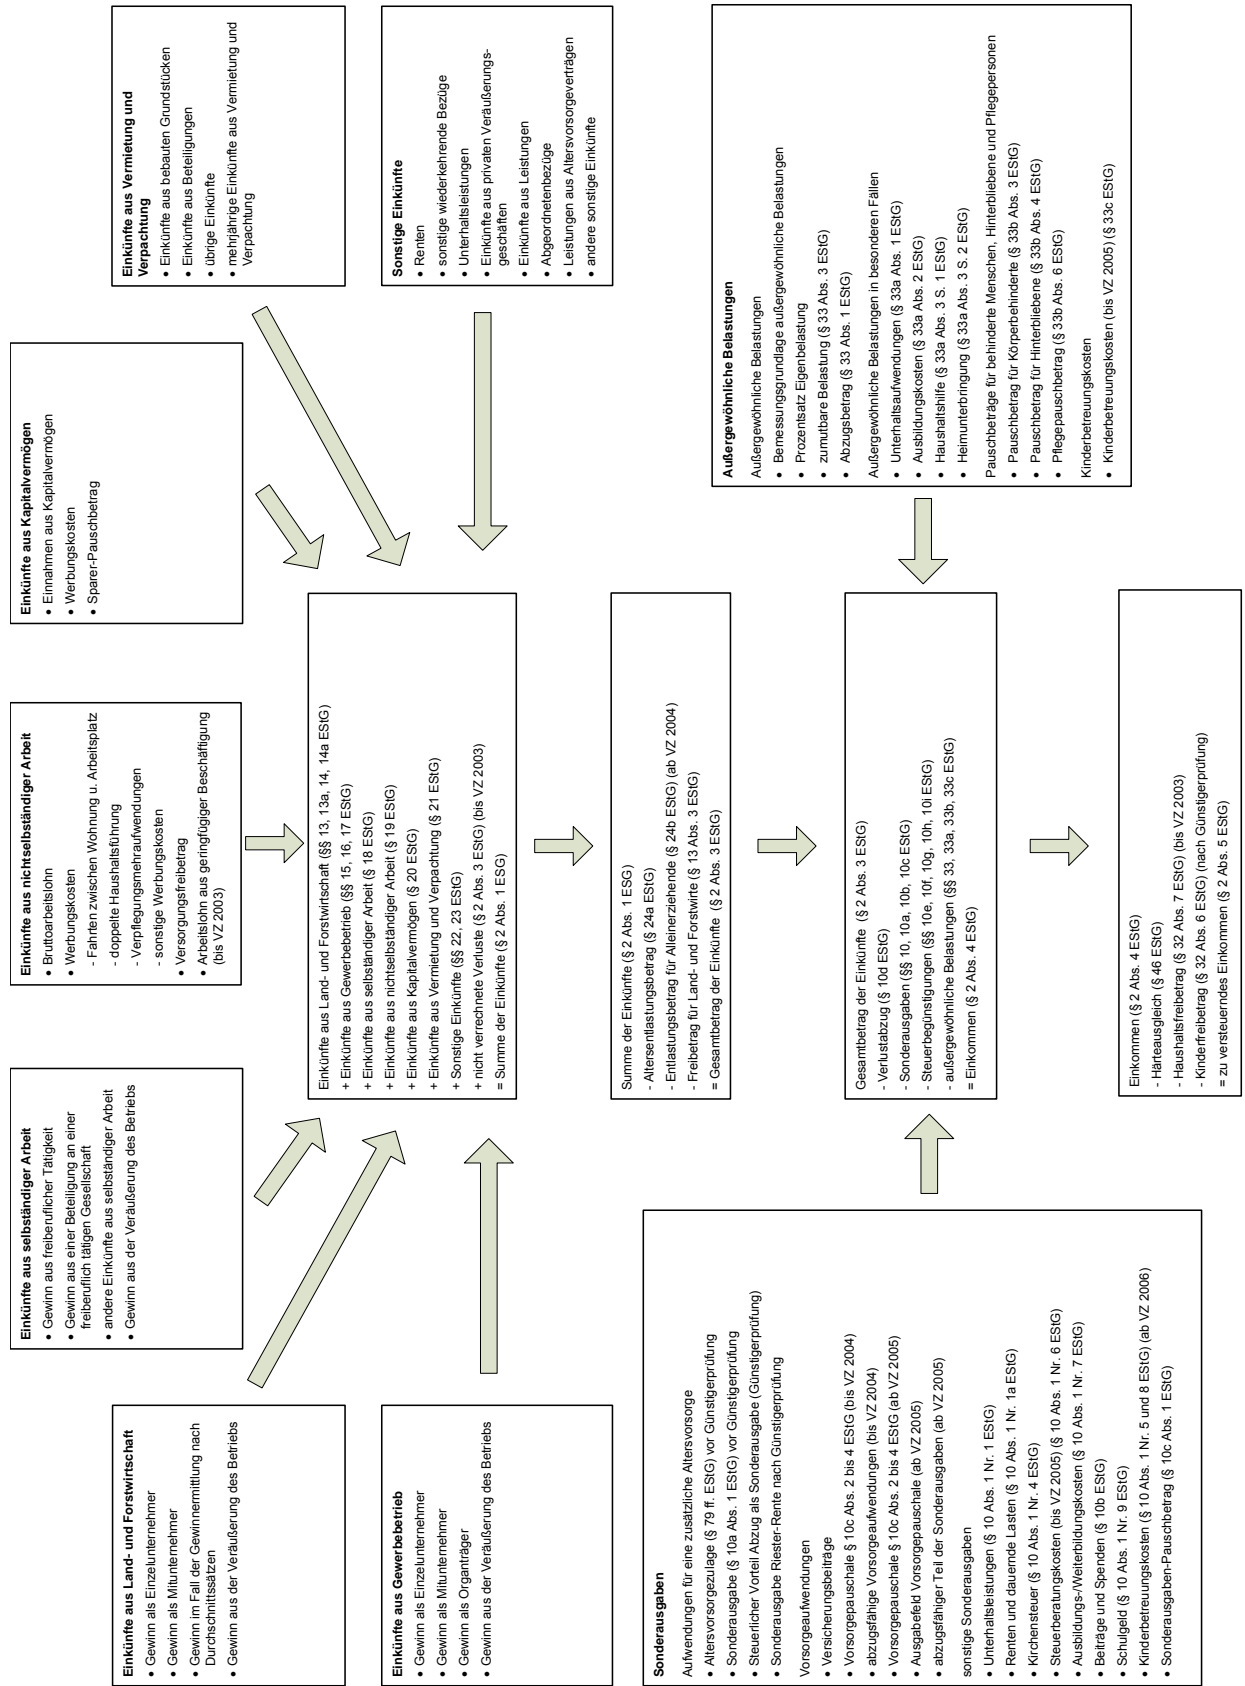 Einkünfte aus Land- und Forstwirtschaft
• Gewinn als Einzelunternehmer
• Gewinn als Mitunternehmer
• Gewinn im Fall der Gewinnermittlung nach
Durchschnittssätzen
• Gewinn aus der Veräußerung des Betriebs
Einkünfte aus selbständiger Arbeit
• Gewinn aus freiberuflicher Tätigkeit
• Gewinn aus einer Beteiligung an einer
freiberuflich tätigen Gesellschaft
• andere Einkünfte aus selbständiger Arbeit
• Gewinn aus der Veräußerung des Betriebs
Einkünfte aus nichtselbständiger Arbeit
• Bruttoarbeitslohn
• Werbungskosten
- Fahrten zwischen Wohnung u. Arbeitsplatz
- doppelte Haushaltsführung
- Verpflegungsmehraufwendungen
- sonstige Werbungskosten
• Versorgungsfreibetrag
• Arbeitslohn aus geringfügiger Beschäftigung
(bis VZ 2003)
Einkünfte aus Kapitalvermögen
• Einnahmen aus Kapitalvermögen
• Werbungskosten
• Sparer-Pauschbetrag
Einkünfte aus Vermietung und
Verpachtung
• Einkünfte aus bebauten Grundstücken
• Einkünfte aus Beteiligungen
• übrige Einkünfte
• mehrjährige Einkünfte aus Vermietung und
Verpachtung
Einkünfte aus Gewerbebetrieb
• Gewinn als Einzelunternehmer
• Gewinn als Mitunternehmer
• Gewinn als Organträger
• Gewinn aus der Veräußerung des Betriebs
Einkünfte aus Land- und Forstwirtschaft (§§ 13, 13a, 14, 14a EStG)
+ Einkünfte aus Gewerbebetrieb (§§ 15, 16, 17 EStG)
+ Einkünfte aus selbständiger Arbeit (§ 18 EStG)
+ Einkünfte aus nichtselbständiger Arbeit (§ 19 EStG)
+ Einkünfte aus Kapitalvermögen (§ 20 EStG)
+ Einkünfte aus Vermietung und Verpachtung (§ 21 EStG)
+ Sonstige Einkünfte (§§ 22, 23 EStG)
+ nicht verrechnete Verluste (§ 2 Abs. 3 EStG) (bis VZ 2003)
= Summe der Einkünfte (§ 2 Abs. 1 ESG)
Sonstige Einkünfte
• Renten
• sonstige wiederkehrende Bezüge
• Unterhaltsleistungen
• Einkünfte aus privaten Veräußerungs-
geschäften
• Einkünfte aus Leistungen
• Abgeordnetenbezüge
• Leistungen aus Altersvorsorgeverträgen
• andere sonstige Einkünfte
Summe der Einkünfte (§ 2 Abs. 1 ESG)
- Altersentlastungsbetrag (§ 24a EStG)
- Entlastungsbetrag für Alleinerziehende (§ 24b EStG) (ab VZ 2004)
- Freibetrag für Land- und Forstwirte (§ 13 Abs. 3 EStG)
= Gesamtbetrag der Einkünfte (§ 2 Abs. 3 EStG)
Sonderausgaben
Aufwendungen für eine zusätzliche Altersvorsorge
• Altersvorsorgezulage (§ 79 ff. EStG) vor Günstigerprüfung
• Sonderausgabe (§ 10a Abs. 1 EStG) vor Günstigerprüfung
• Steuerlicher Vorteil Abzug als Sonderausgabe (Günstigerprüfung)
• Sonderausgabe Riester-Rente nach Günstigerprüfung
Vorsorgeaufwendungen
• Versicherungsbeiträge
• Vorsorgepauschale § 10c Abs. 2 bis 4 EStG (bis VZ 2004)
• abzugsfähige Vorsorgeaufwendungen (bis VZ 2004)
• Vorsorgepauschale § 10c Abs. 2 bis 4 EStG (ab VZ 2005)
• Ausgabefeld Vorsorgepauschale (ab VZ 2005)
• abzugsfähiger Teil der Sonderausgaben (ab VZ 2005)
sonstige Sonderausgaben
• Unterhaltsleistungen (§ 10 Abs. 1 Nr. 1 EStG)
• Renten und dauernde Lasten (§ 10 Abs. 1 Nr. 1a EStG)
• Kirchensteuer (§ 10 Abs. 1 Nr. 4 EStG)
• Steuerberatungskosten (bis VZ 2005) (§ 10 Abs. 1 Nr. 6 EStG)
• Ausbildungs-/Weiterbildungskosten (§ 10 Abs. 1 Nr. 7 EStG)
• Beiträge und Spenden (§ 10b EStG)
• Schulgeld (§ 10 Abs. 1 Nr. 9 EStG)
• Kinderbetreuungskosten (§ 10 Abs. 1 Nr. 5 und 8 EStG) (ab VZ 2006)
• Sonderausgaben-Pauschbetrag (§ 10c Abs. 1 EStG)
Gesamtbetrag der Einkünfte (§ 2 Abs. 3 EStG)
- Verlustabzug (§ 10d EStG)
- Sonderausgaben (§§ 10, 10a, 10b, 10c EStG)
- Steuerbegünstigungen (§§ 10e, 10f, 10g, 10h, 10i EStG)
- außergewöhnliche Belastungen (§§ 33, 33a, 33b, 33c EStG)
= Einkommen (§ 2 Abs. 4 EStG)
Außergewöhnliche Belastungen
Außergewöhnliche Belastungen
• Bemessungsgrundlage außergewöhnliche Belastungen
• Prozentsatz Eigenbelastung
• zumutbare Belastung (§ 33 Abs. 3 EStG)
• Abzugsbetrag (§ 33 Abs. 1 EStG)
Außergewöhnliche Belastungen in besonderen Fällen
• Unterhaltsaufwendungen (§ 33a Abs. 1 EStG)
• Ausbildungskosten (§ 33a Abs. 2 EStG)
• Haushaltshilfe (§ 33a Abs. 3 S. 1 EStG)
• Heimunterbringung (§ 33a Abs. 3 S. 2 EStG)
Pauschbeträge für behinderte Menschen, Hinterbliebene und Pflegepersonen
• Pauschbetrag für Körperbehinderte (§ 33b Abs. 3 EStG)
• Pauschbetrag für Hinterbliebene (§ 33b Abs. 4 EStG)
• Pflegepauschbetrag (§ 33b Abs. 6 EStG)
Kinderbetreuungskosten
• Kinderbetreuungskosten (bis VZ 2005) (§ 33c EStG)
Einkommen (§ 2 Abs. 4 EStG)
- Härteausgleich (§ 46 EStG)
- Haushaltsfreibetrag (§ 32 Abs. 7 EStG) (bis VZ 2003)
- Kinderfreibetrag (§ 32 Abs. 6 EStG) (nach Günstigerprüfung)
= zu versteuerndes Einkommen (§ 2 Abs. 5 EStG)